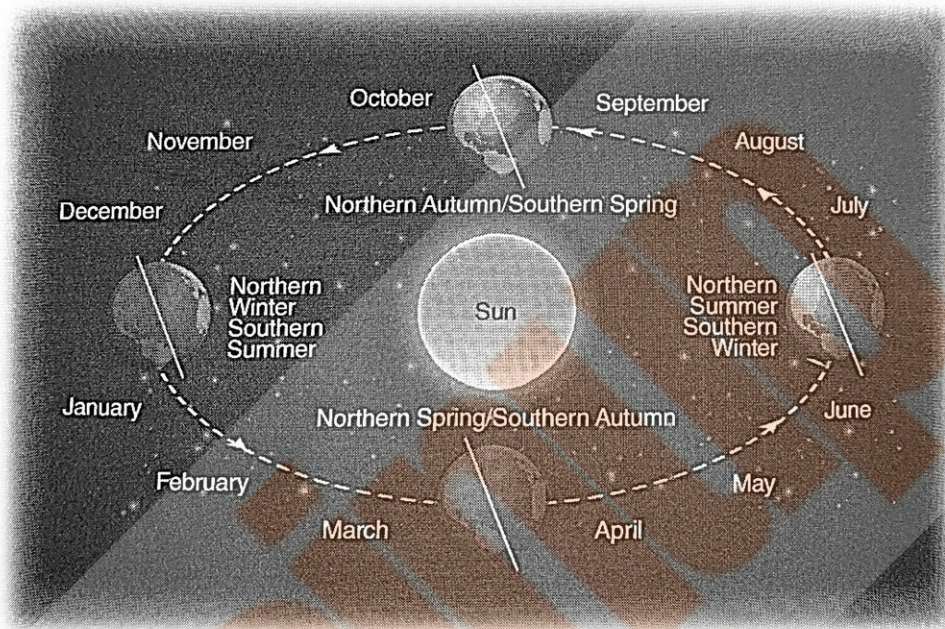 October
September
November
August
December
Northern Autumn/Southern Spring
July
Northern
Winter
Southern
Summer
Sun
Northern
Summer
Southern
Winter
January
Northern Spring/Southern Autumn
June
February
May
March
April